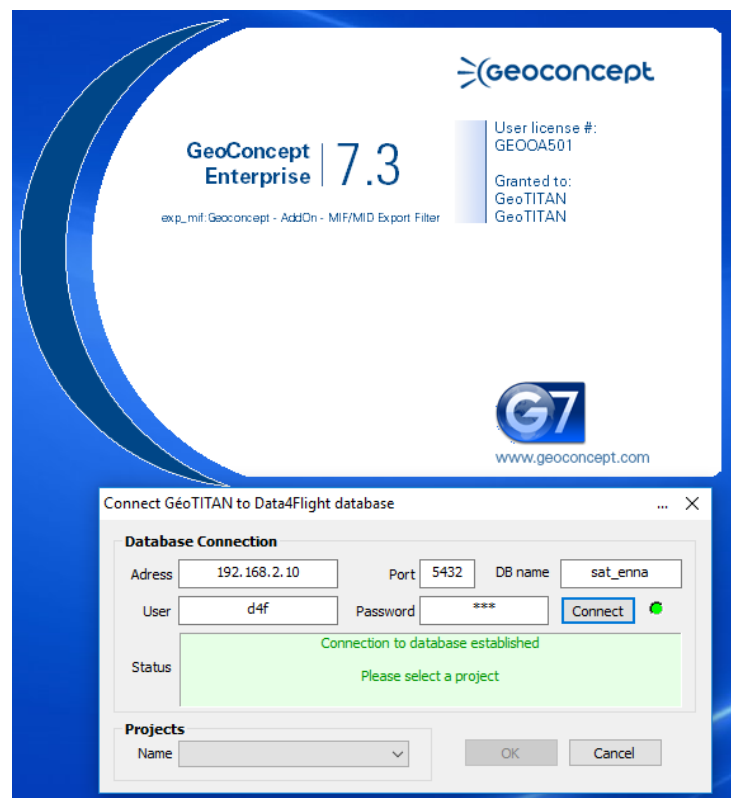 Geoconcept
User license #:
GEOOA501
GeoConcept
Enterprise
7.3
Granted to:
GeoTITAN
GeoTITAN
exp_mif:Geoconcept - AddOn - MIF/MID Export Filter
G7
www.geoconcept.com
Connect GéoTITAN to Data4Flight database
...
Database Connection
Adress 192.168.2.10 Port 5432 DB name sat_enna
User d4f Password *** Connect
Status
Connection to database established
Please select a project
Projects
Name OK Cancel